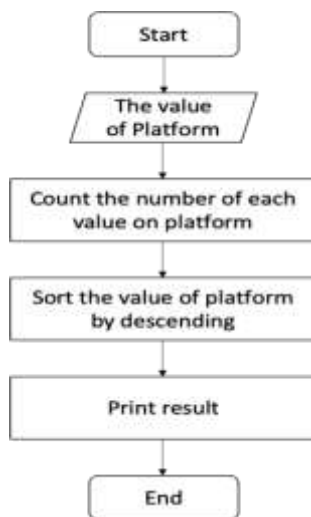 Start
The value
of Platform
Count the number of each
value on platform
Sort the value of platform
by descending
Print result
End